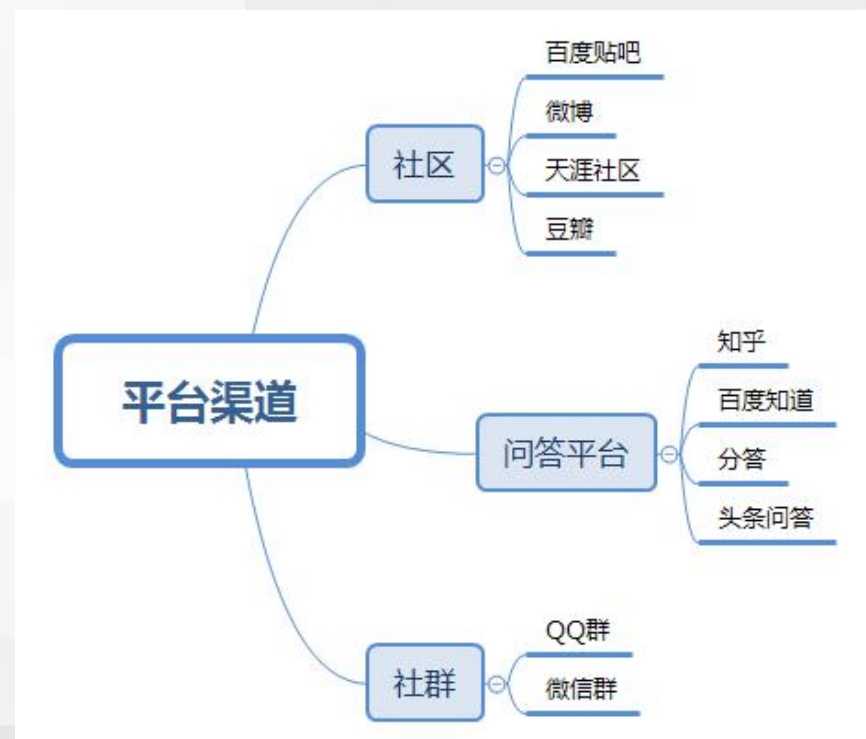 平台渠道
社区
百度贴吧
微博
天涯社区
豆瓣
问答平台
知乎
百度知道
分答
头条问答
社群
QQ群
微信群